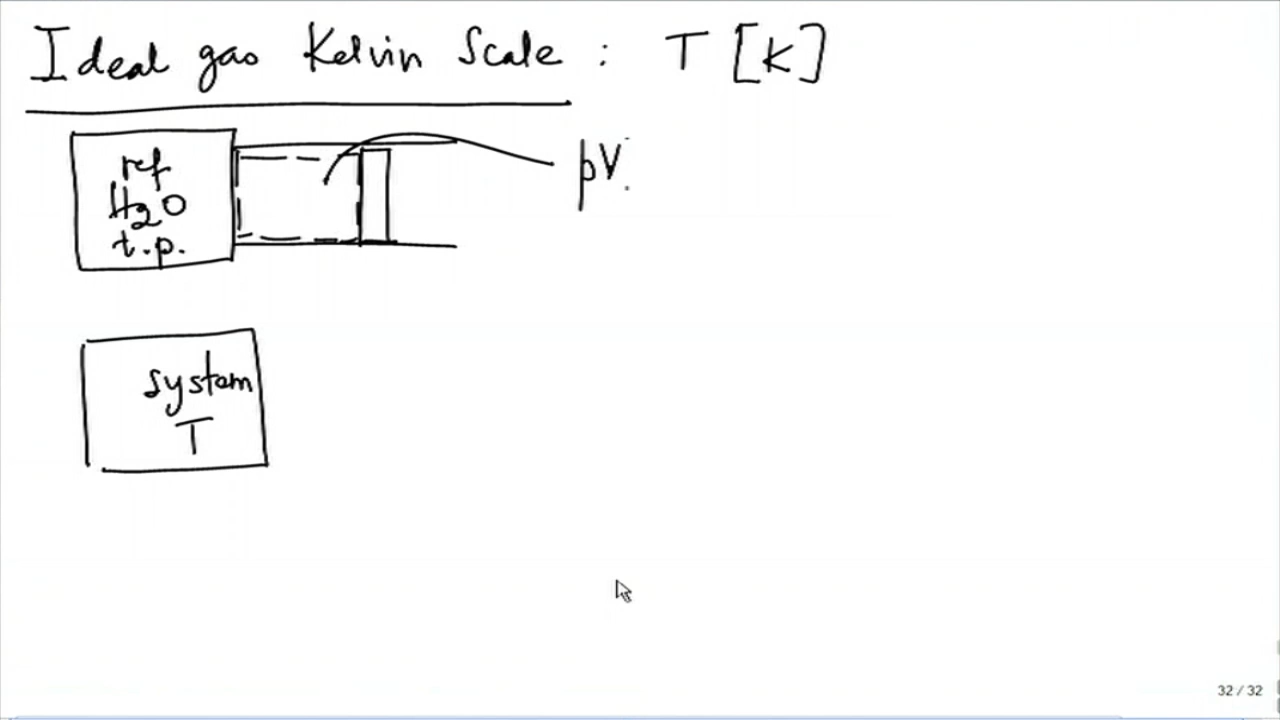 Ideal gas Kelvin Scale : T [K]
ref
H2O
t.p.
pV
system
T
32 / 32